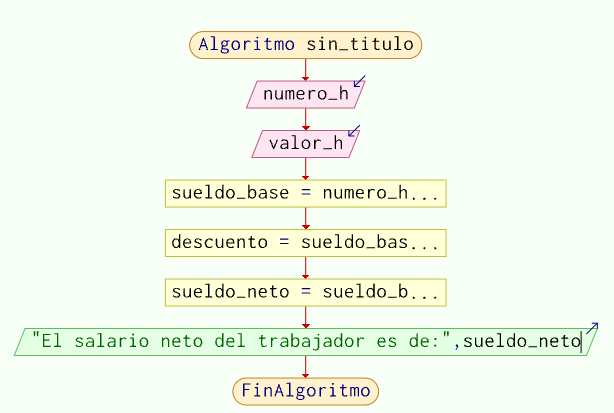 Algoritmo sin_titulo
numero_h
valor_h
sueldo_base = numero_h...
descuento = sueldo_bas...
sueldo_neto = sueldo_b...
"El salario neto del trabajador es de:",sueldo_neto
FinAlgoritmo